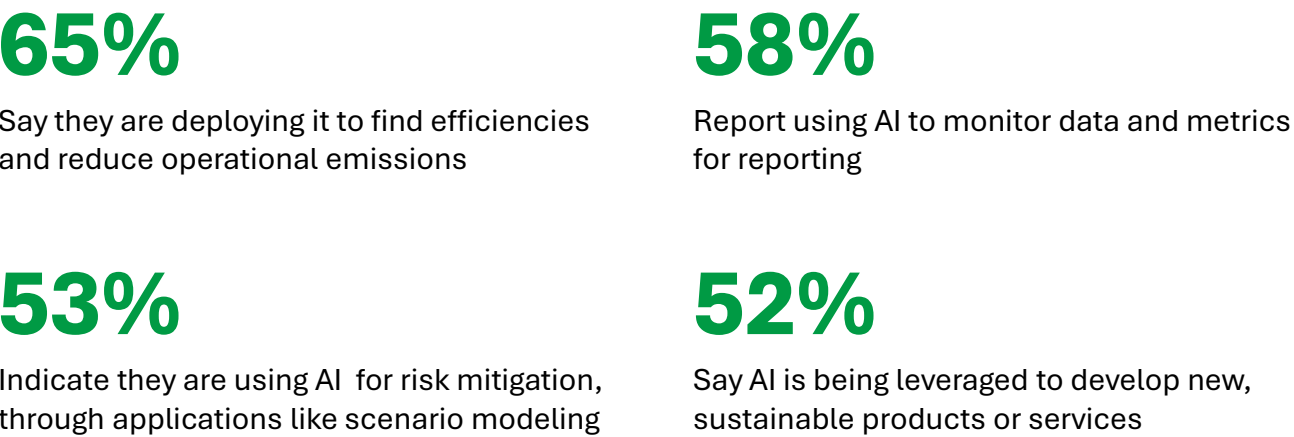 65%
Say they are deploying it to find efficiencies
and reduce operational emissions
58%
Report using AI to monitor data and metrics
for reporting
53%
Indicate they are using AI  for risk mitigation,
through applications like scenario modeling
52%
Say AI is being leveraged to develop new,
sustainable products or services